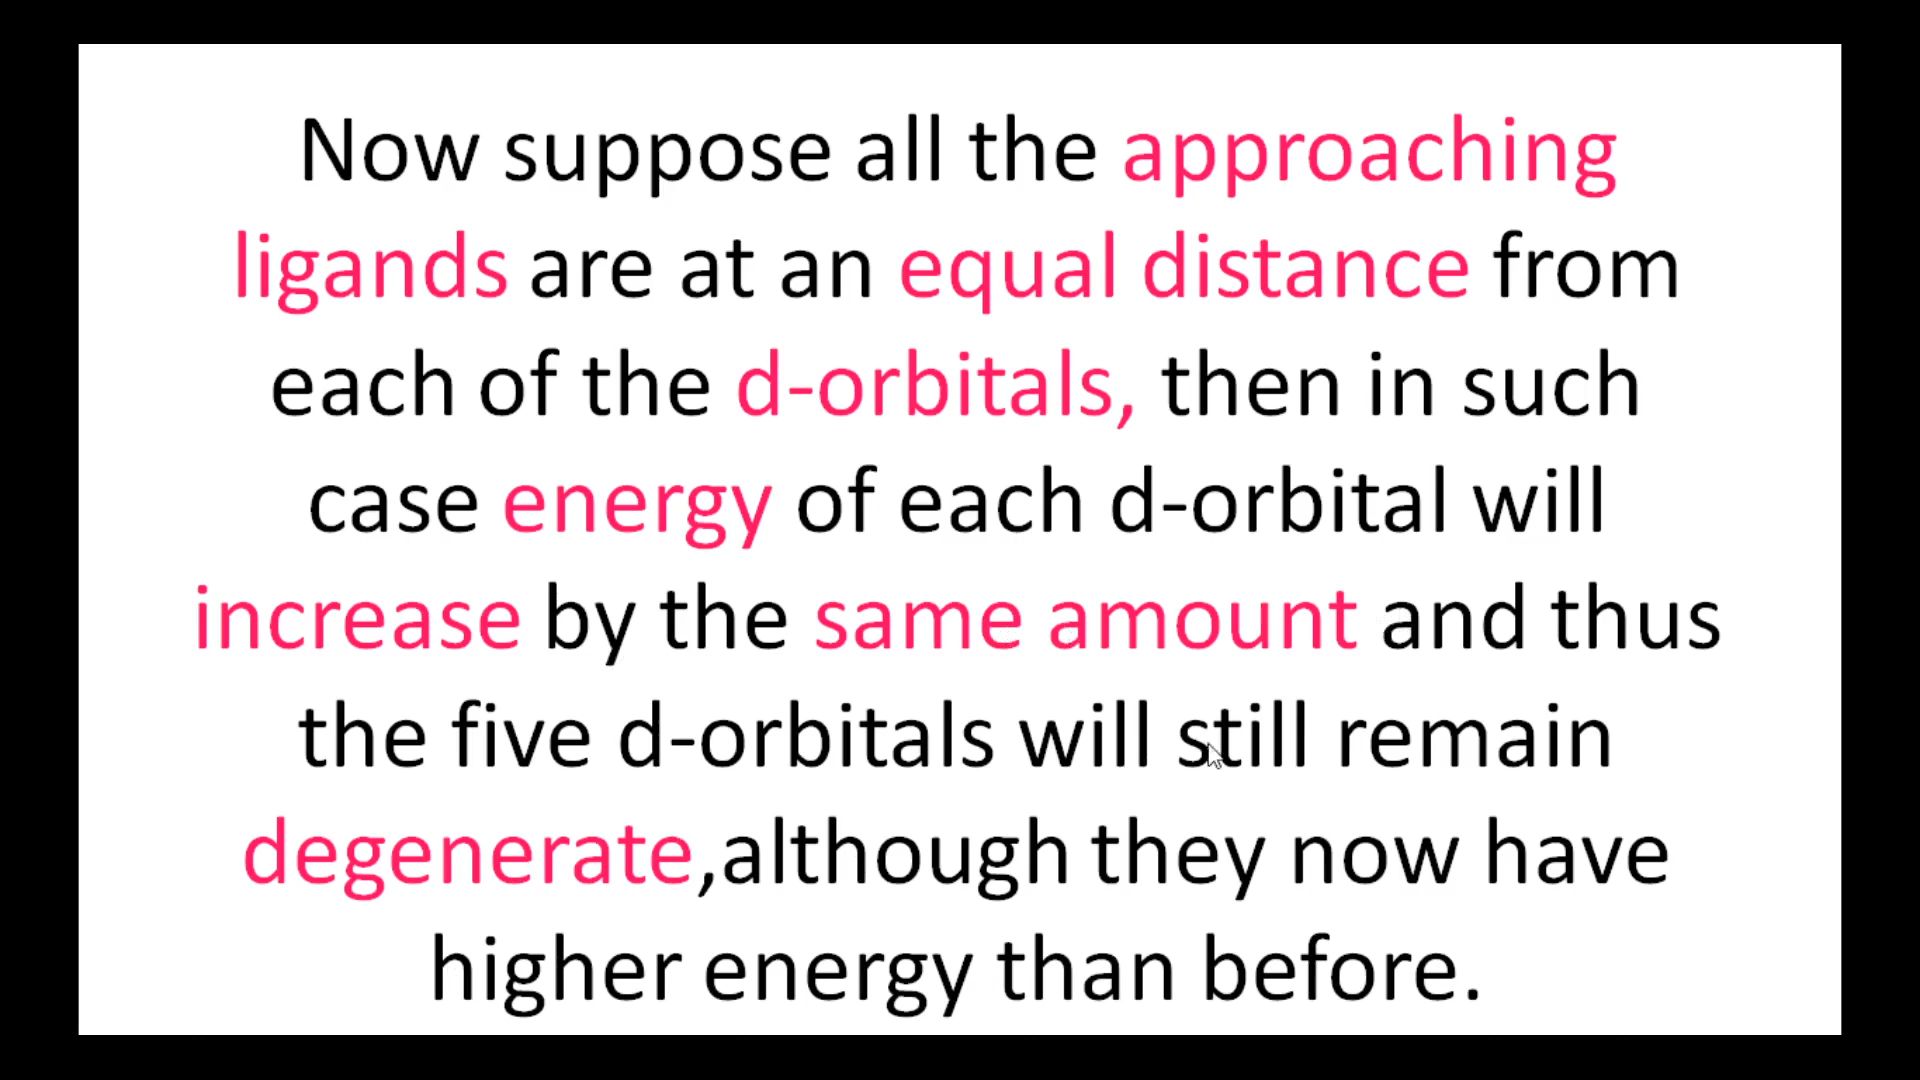 Now suppose all the approaching
ligands are at an equal distance from
each of the d-orbitals, then in such
case energy of each d-orbital will
increase by the same amount and thus
the five d-orbitals will still remain
degenerate,although they now have
higher energy than before.